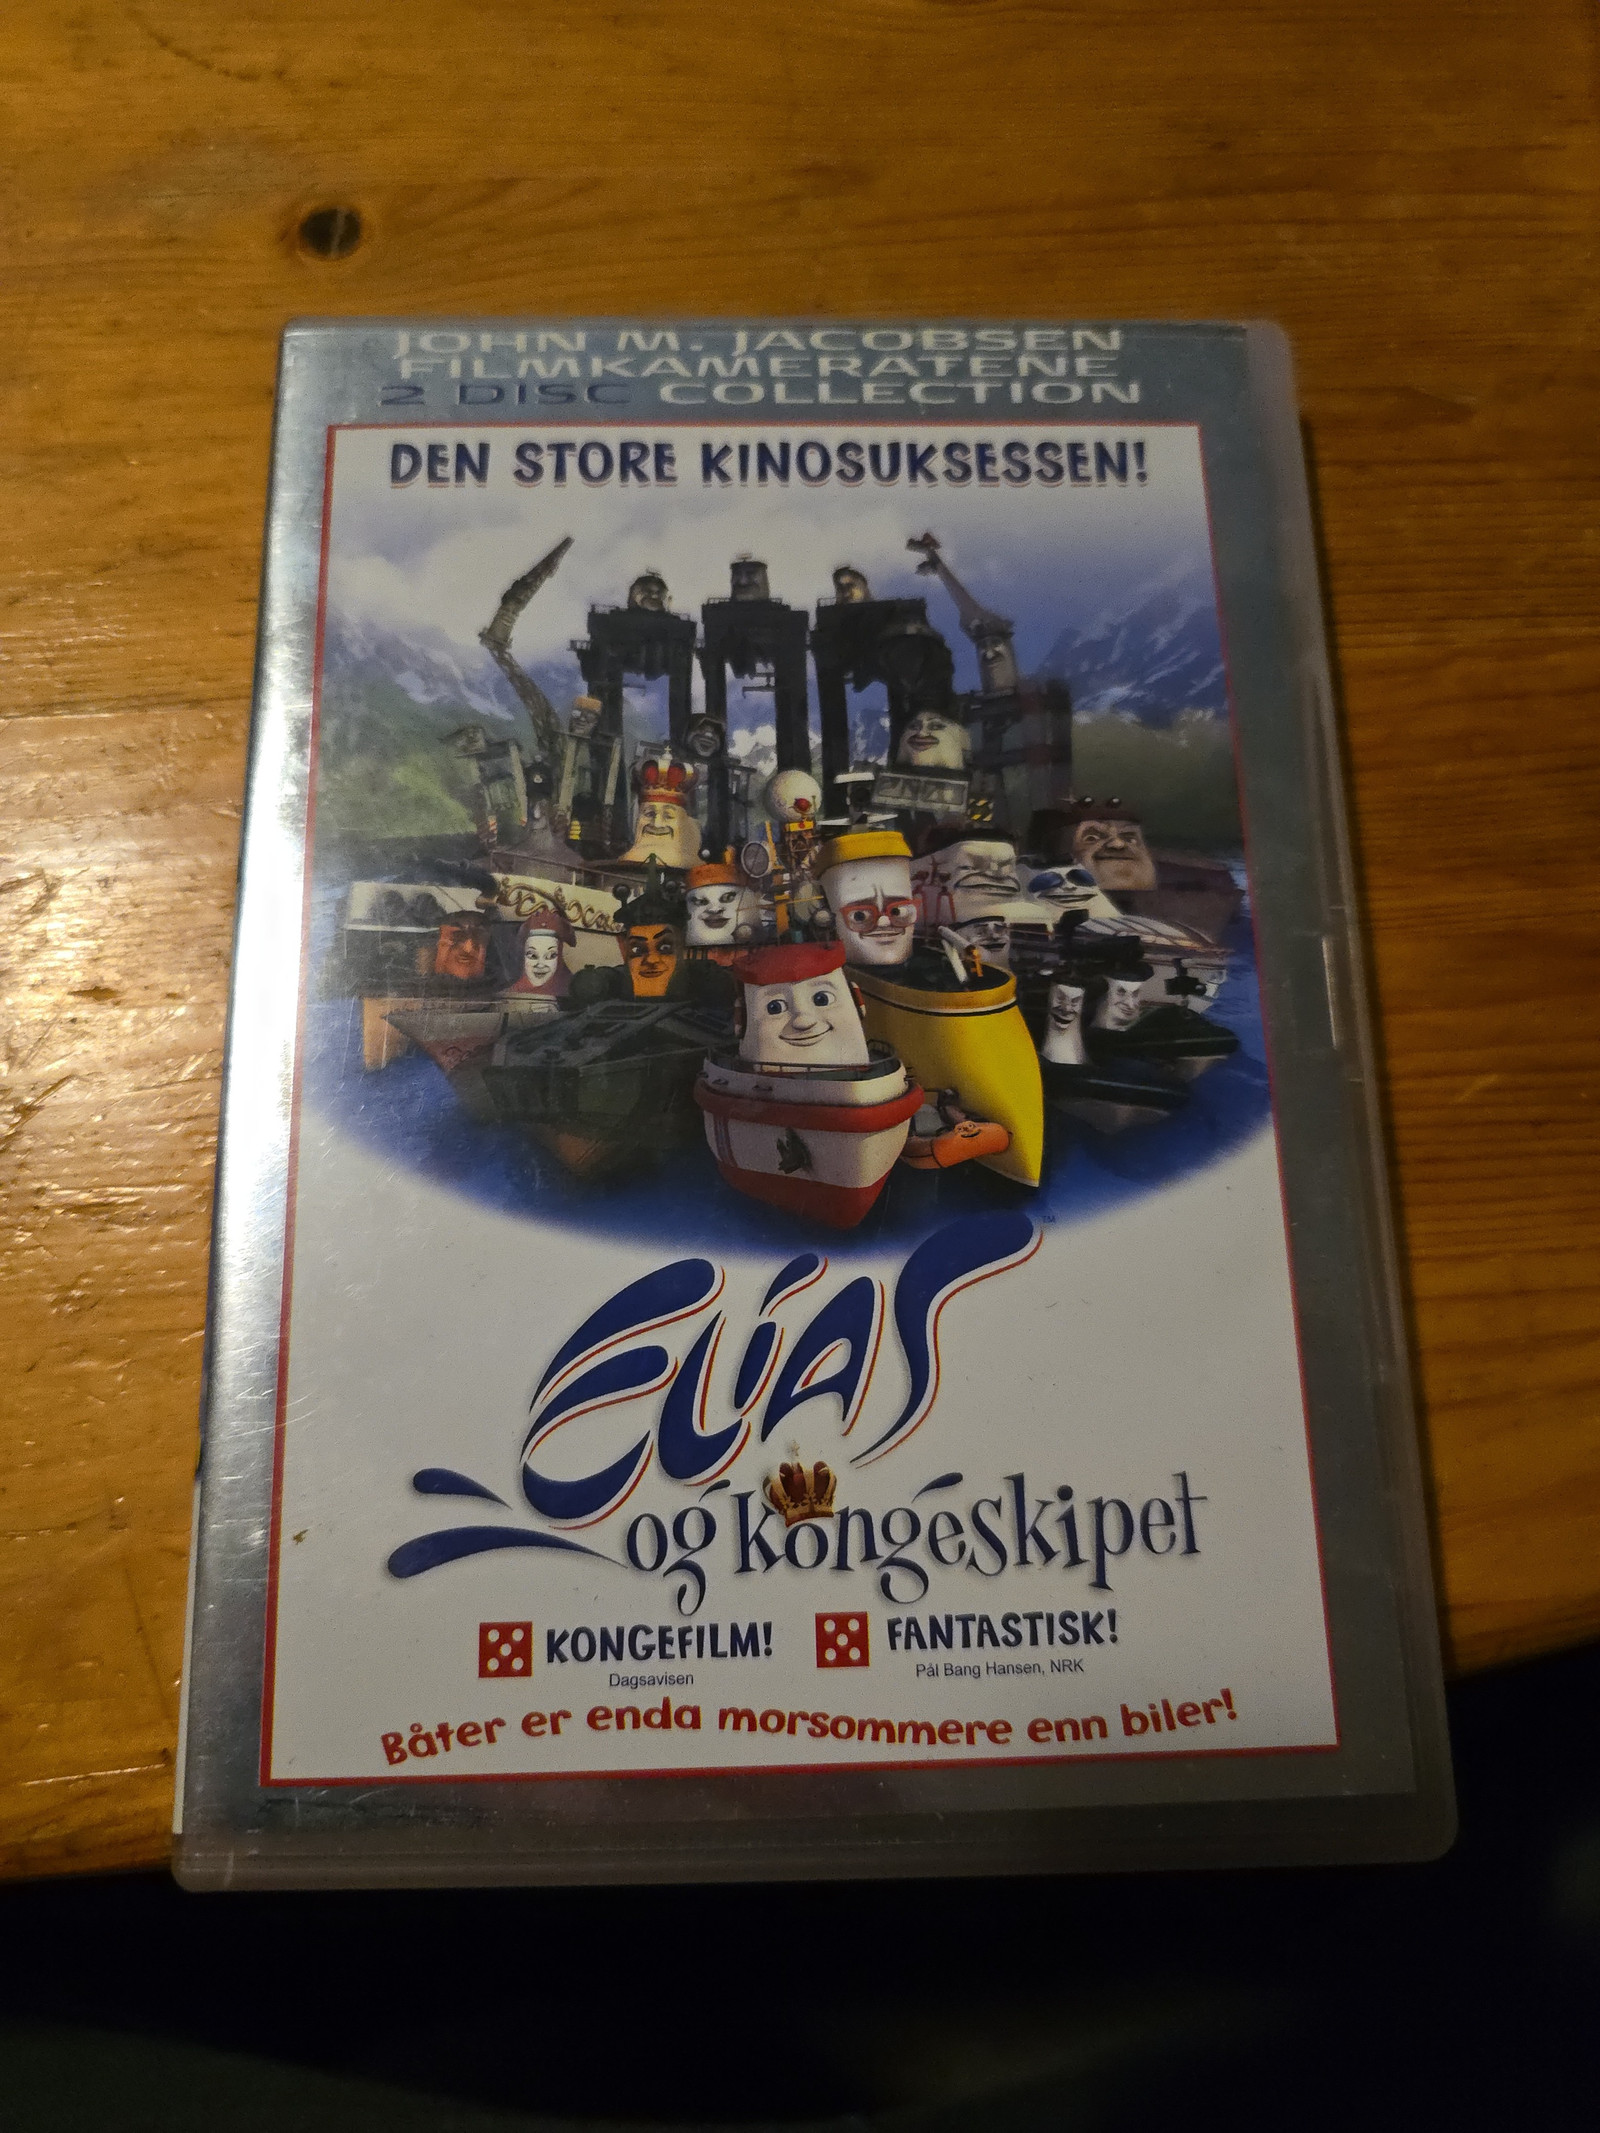 JOHN M. JACOBSEN
FILMKAMERATENE
2 DISC COLLECTION
DEN STORE KINOSUKSESSEN!
Elias™
og kongeskipet
KONGEFILM! FANTASTISK!
Dagsavisen Pål Bang Hansen, NRK
Båter er enda morsommere enn biler!